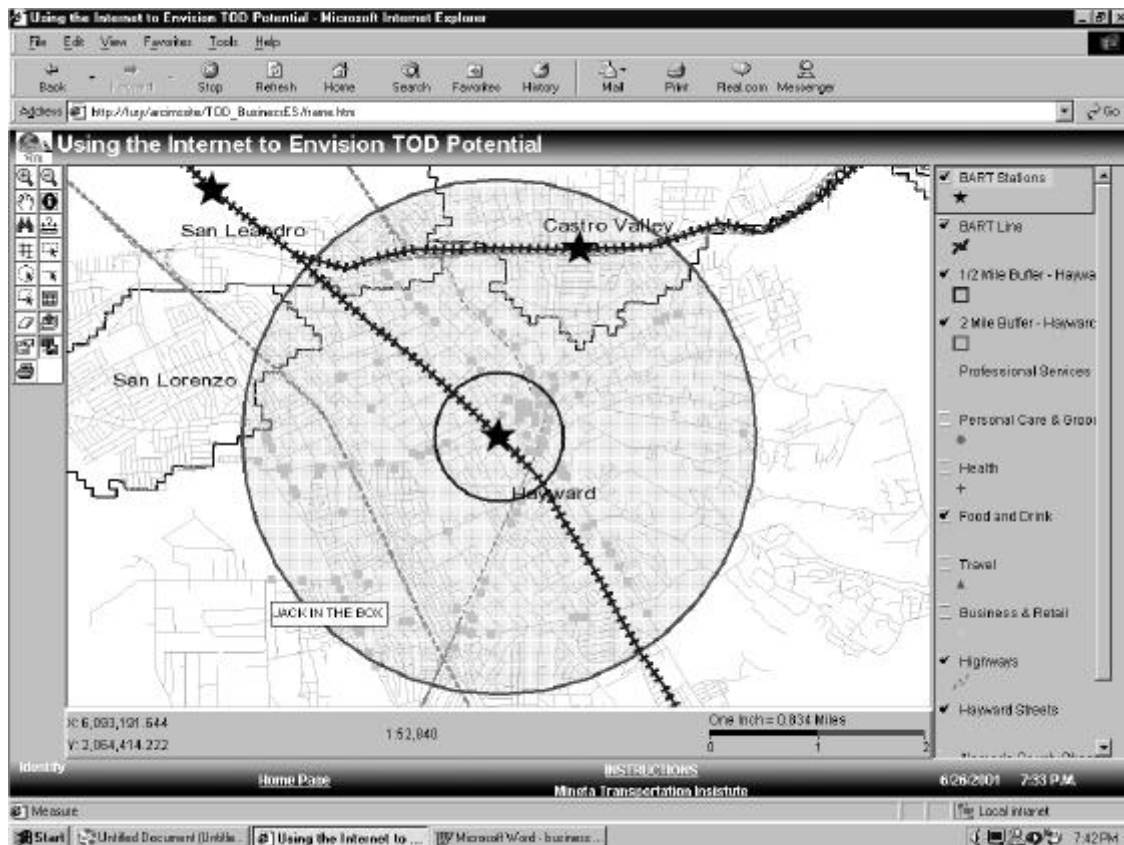 Using the Internet to Envision TOD Potential - Microsoft Internet Explorer
File Edit View Favorites Tools Help
Back Forward Stop Refresh Home Search Favorites History Mail Print Real.com Messenger
Address http://fury/arcimssite/TOD_BusinessES/frame.htm Go
Using the Internet to Envision TOD Potential
BART Stations
San Leandro
Castro Valley
BART Line
1/2 Mile Buffer - Haywa
2 Mile Buffer - Hayward
San Lorenzo
Professional Services
Personal Care & Groo
Health
Hayward
Food and Drink
Travel
JACK IN THE BOX
Business & Retail
Highways
Hayward Streets
X: 6,093,191.644
Y: 2,064,414.222
1:52,840
One Inch = 0.834 Miles
0 1 2
Identify
Home Page
INSTRUCTIONS
Mineta Transportation Insistute
6/26/2001 7:33 P.M.
Measure
Local intranet
Start Untitled Document (Untitle... Using the Internet to ... Microsoft Word - business ... 7:42 PM